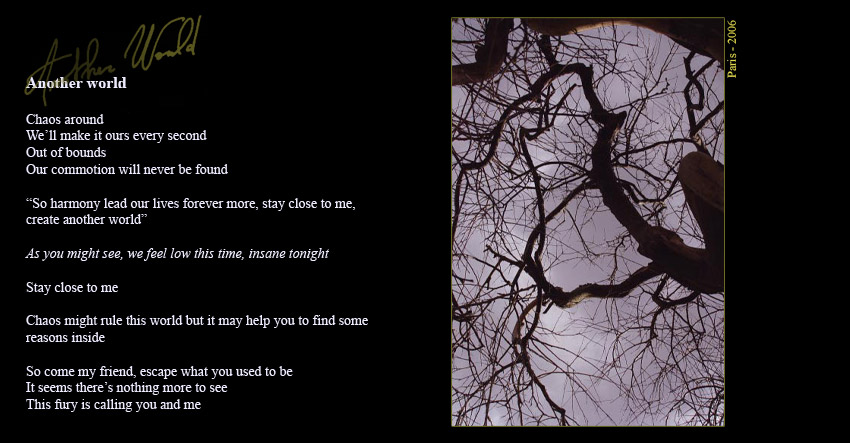 Another World
Another world
Chaos around
We’ll make it ours every second
Out of bounds
Our commotion will never be found
“So harmony lead our lives forever more, stay close to me,
create another world”
As you might see, we feel low this time, insane tonight
Stay close to me
Chaos might rule this world but it may help you to find some
reasons inside
So come my friend, escape what you used to be
It seems there’s nothing more to see
This fury is calling you and me
Paris - 2006